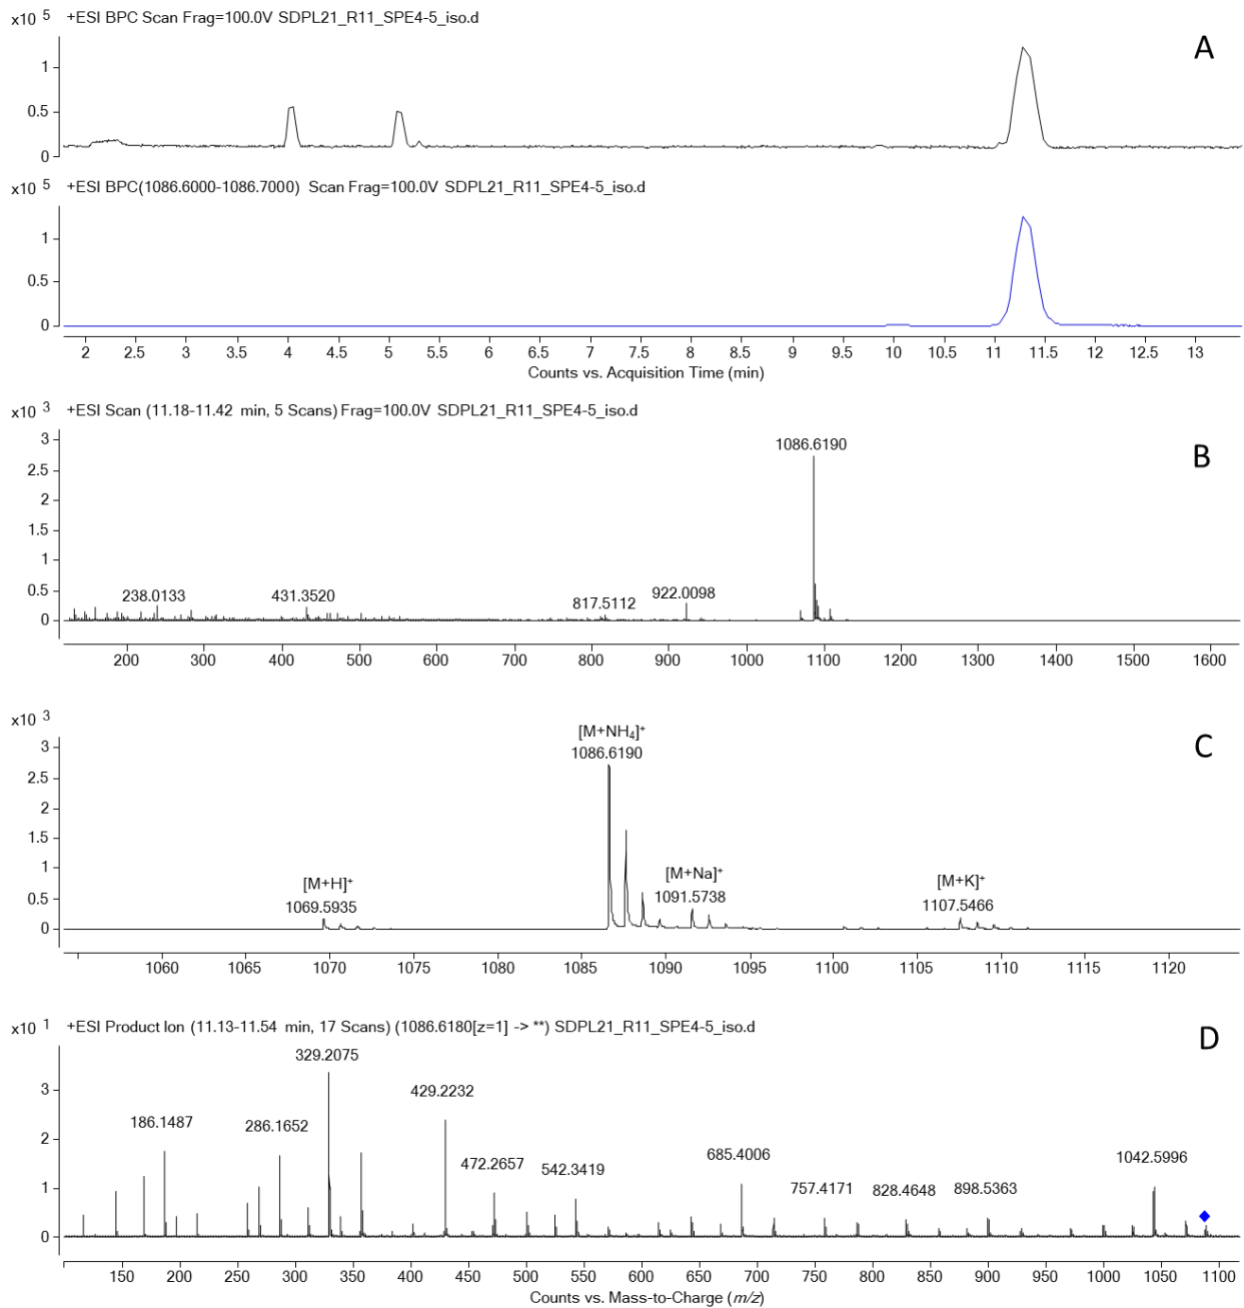 x10 5 +ESI BPC Scan Frag=100.0V SDPL21_R11_SPE4-5_iso.d
A
1
0.5
0
x10 5 +ESI BPC(1086.6000-1086.7000) Scan Frag=100.0V SDPL21_R11_SPE4-5_iso.d
1
0.5
0
2 2.5 3 3.5 4 4.5 5 5.5 6 6.5 7 7.5 8 8.5 9 9.5 10 10.5 11 11.5 12 12.5 13
Counts vs. Acquisition Time (min)
x10 3 +ESI Scan (11.18-11.42 min, 5 Scans) Frag=100.0V SDPL21_R11_SPE4-5_iso.d
3
1086.6190
B
2.5
2
1.5
1
0.5
238.0133 431.3520 817.5112 922.0098
0
200 300 400 500 600 700 800 900 1000 1100 1200 1300 1400 1500 1600
x10 3
[M+NH₄]⁺
3
1086.6190
C
2.5
2
1.5
1
[M+H]⁺ [M+Na]⁺ [M+K]⁺
0.5
1069.5935 1091.5738 1107.5466
0
1060 1065 1070 1075 1080 1085 1090 1095 1100 1105 1110 1115 1120
x10 1 +ESI Product Ion (11.13-11.54 min, 17 Scans) (1086.6180[z=1] -> **) SDPL21_R11_SPE4-5_iso.d
D
329.2075
3
429.2232
186.1487 286.1652
2
472.2657 542.3419 685.4006 757.4171 828.4648 898.5363 1042.5996
1
0
150 200 250 300 350 400 450 500 550 600 650 700 750 800 850 900 950 1000 1050 1100
Counts vs. Mass-to-Charge (m/z)